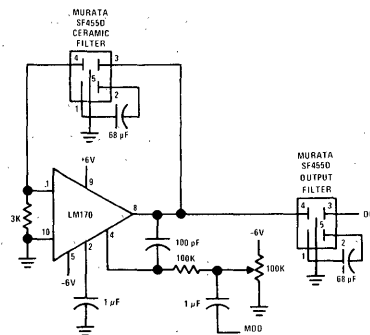 MURATA
SF455D
CERAMIC
FILTER
4
3
5
1
2
68 pF
+6V
9
1
3K
LM170
8
10
5
2
4
-6V
1 µF
100 pF
100K
1 µF
MOD
-6V
100K
MURATA
SF455D
OUTPUT
FILTER
4
3
5
1
2
68 µF